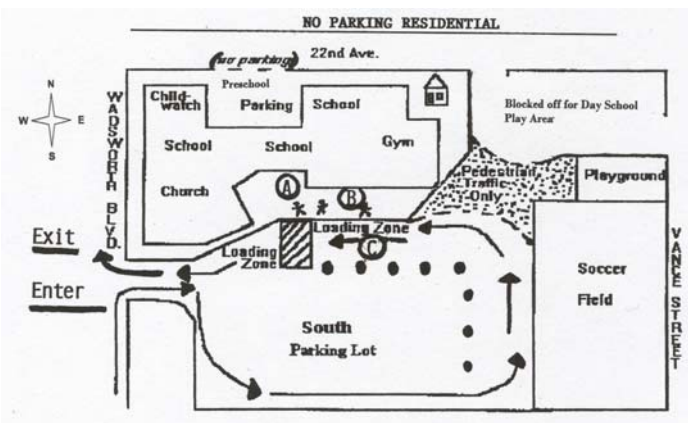 NO PARKING RESIDENTIAL
22nd Ave.
(no parking)
Preschool
Child-
watch
Parking
School
Blocked off for Day School
Play Area
N
W
E
S
WADSWORTH BLVD.
School
School
Gym
Church
A
B
Pedestrian
Traffic
Only
Playground
Loading Zone
C
Loading
Zone
Exit
Enter
South
Parking Lot
Soccer
Field
VANCE STREET